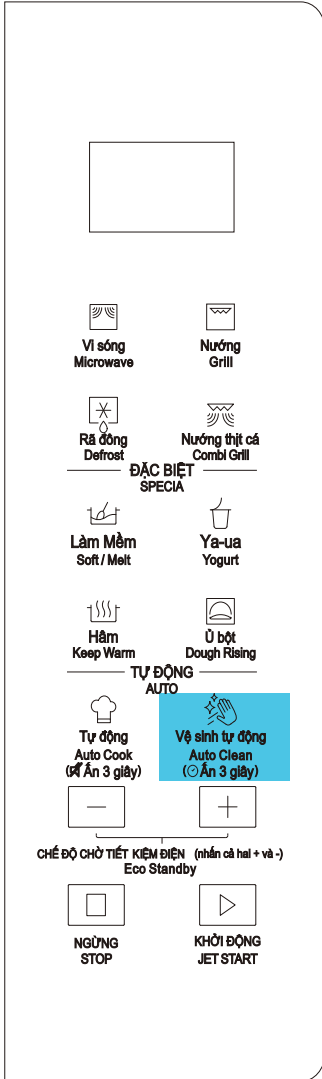 Vi sóng
Microwave
Nướng
Grill
Rã đông
Defrost
Nướng thịt cá
Combi Grill
ĐẶC BIỆT
SPECIA
Làm Mềm
Soft / Melt
Ya-ua
Yogurt
Hâm
Keep Warm
Ủ bột
Dough Rising
TỰ ĐỘNG
AUTO
Tự động
Auto Cook
(Ấn 3 giây)
Vệ sinh tự động
Auto Clean
(Ấn 3 giây)
CHẾ ĐỘ CHỜ TIẾT KIỆM ĐIỆN (nhấn cả hai + và -)
Eco Standby
NGỪNG
STOP
KHỞI ĐỘNG
JET START